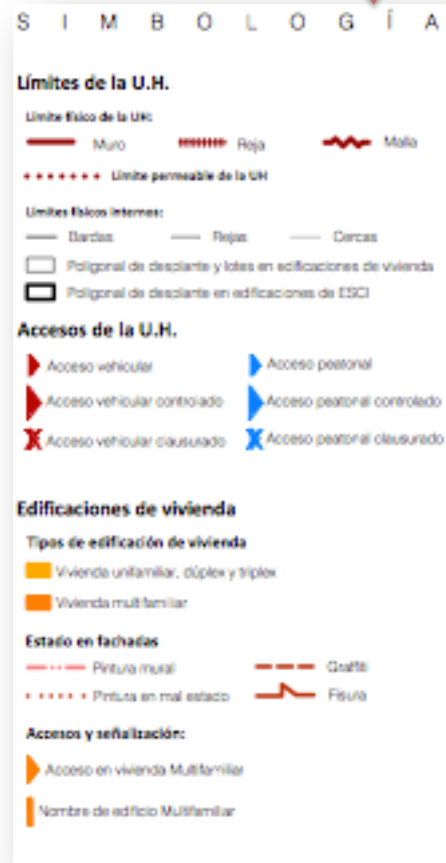 S I M B O L O G Í A
Límites de la U.H.
Límite físico de la UH:
Muro Reja Malla
Límite permeable de la UH
Límites físicos internos:
Bardas Rejas Cercas
Poligonal de desplante y lotes en edificaciones de vivienda
Poligonal de desplante en edificaciones de ESCI
Accesos de la U.H.
Acceso vehicular Acceso peatonal
Acceso vehicular controlado Acceso peatonal controlado
Acceso vehicular clausurado Acceso peatonal clausurado
Edificaciones de vivienda
Tipos de edificación de vivienda
Vivienda unifamiliar, dúplex y triplex
Vivienda multifamiliar
Estado en fachadas
Pintura mural Graffiti
Pintura en mal estado Fisura
Accesos y señalización:
Acceso en vivienda Multifamiliar
Nombre de edificio Multifamiliar